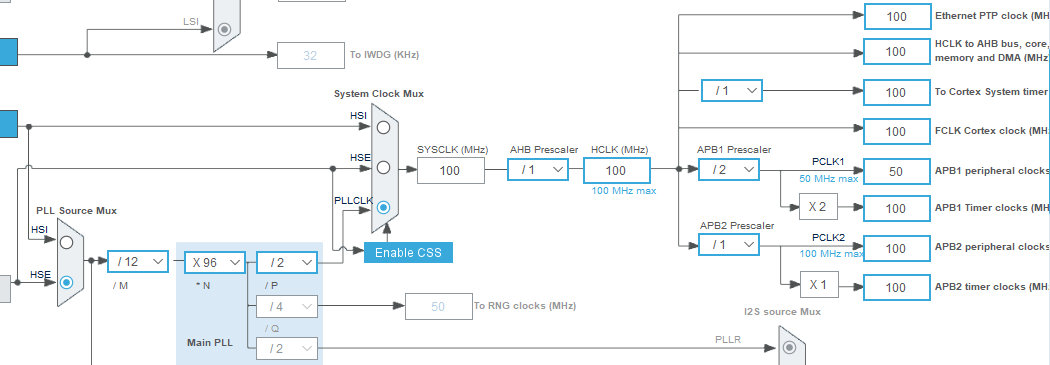 100
Ethernet PTP clock (MH
LSI
100
HCLK to AHB bus, core,
memory and DMA (MHz
32
To IWDG (KHz)
/ 1
100
To Cortex System timer
System Clock Mux
HSI
100
FCLK Cortex clock (MH
SYSCLK (MHz)
AHB Prescaler
HCLK (MHz)
APB1 Prescaler
HSE
100
/ 1
100
/ 2
PCLK1
50
APB1 peripheral clocks
100 MHz max
50 MHz max
PLLCLK
X 2
100
APB1 Timer clocks (MH
PLL Source Mux
APB2 Prescaler
HSI
/ 1
PCLK2
100
APB2 peripheral clocks
Enable CSS
100 MHz max
/ 12
X 96
/ 2
HSE
/ M
* N
/ P
X 1
100
APB2 timer clocks (MH
/ 4
50
To RNG clocks (MHz)
I2S source Mux
/ Q
Main PLL
/ 2
PLLR